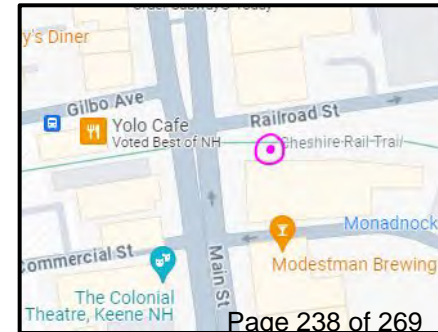 y's Diner
Gilbo Ave
Railroad St
Yolo Cafe
Voted Best of NH
Cheshire Rail Trail
Commercial St
Main St
Monadnock
Modestman Brewing
The Colonial
Theatre, Keene NH
Page 238 of 269